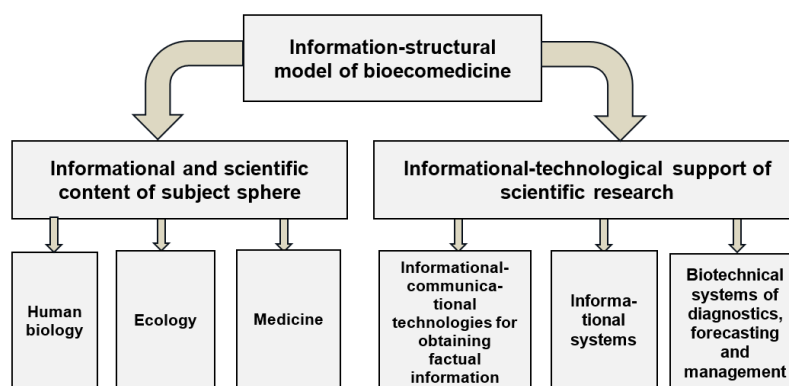 Information-structural
model of bioecomedicine
Informational and scientific
content of subject sphere
Informational-technological support of
scientific research
Human
biology
Ecology
Medicine
Informational-
communica-
tional
technologies for
obtaining
factual
information
Informa-
tional
systems
Biotechnical
systems of
diagnostics,
forecasting
and
management